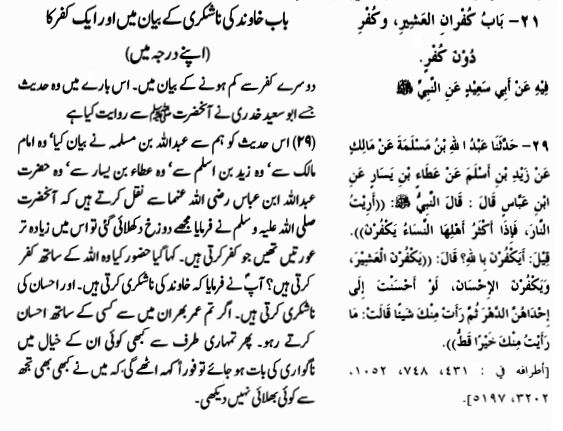 ٢١- بَابُ كُفْرَانِ الْعَشِيرِ، وَكُفْرٍ
دُوْنَ كُفْرٍ.
فِيْهِ عَنْ أَبِي سَعِيْدٍ عَنِ النَّبِيِّ ﷺ
٢٩- حَدَّثَنَا عَبْدُ اللهِ بْنُ مَسْلَمَةَ عَنْ مَالِكٍ
عَنْ زَيْدِ بْنِ أَسْلَمَ عَنْ عَطَاءِ بْنِ يَسَارٍ عَنِ
ابْنِ عَبَّاسٍ قَالَ : قَالَ النَّبِيُّ ﷺ: ((أُرِيْتُ
النَّارَ، فَإِذَا أَكْثَرُ أَهْلِهَا النِّسَاءُ يَكْفُرْنَ)).
قِيْلَ: أَيَكْفُرْنَ بِاللهِ؟ قَالَ: ((يَكْفُرْنَ الْعَشِيْرَ،
وَيَكْفُرْنَ الإِحْسَانَ، لَوْ أَحْسَنْتَ إِلَى
إِحْدَاهُنَّ الدَّهْرَ ثُمَّ رَأَتْ مِنْكَ شَيْئًا قَالَتْ: مَا
رَأَيْتُ مِنْكَ خَيْرًا قَطُّ)).
[أطرافه في : ٤٣١، ٧٤٨، ١٠٥٢،
٣٢٠٢، ٥١٩٧].
باب خاوند کی ناشکری کے بیان میں اور ایک کفر کا
(اپنے درجہ میں)
دوسرے کفر سے کم ہونے کے بیان میں۔ اس بارے میں وہ حدیث
جسے ابو سعید خدری نے آنحضرت ﷺ سے روایت کیا ہے
(۲۹) اس حدیث کو ہم سے عبداللہ بن مسلمہ نے بیان کیا‘ وہ امام
مالک سے‘ وہ زید بن اسلم سے‘ وہ عطاء بن یسار سے‘ وہ حضرت
عبداللہ ابن عباس رضی اللہ عنہما سے نقل کرتے ہیں کہ آنحضرت
صلی اللہ علیہ وسلم نے فرمایا مجھے دوزخ دکھلائی گئی تو اس میں زیادہ تر
عورتیں تھیں جو کفر کرتی ہیں۔ کہا گیا حضور کیا وہ اللہ کے ساتھ کفر
کرتی ہیں؟ آپؐ نے فرمایا کہ خاوند کی ناشکری کرتی ہیں۔ اور احسان کی
ناشکری کرتی ہیں۔ اگر تم عمر بھر ان میں سے کسی کے ساتھ احسان
کرتے رہو۔ پھر تمہاری طرف سے کبھی کوئی ان کے خیال میں
ناگواری کی بات ہو جائے تو فوراً کہہ اٹھے گی کہ میں نے کبھی بھی تجھ
سے کوئی بھلائی نہیں دیکھی۔